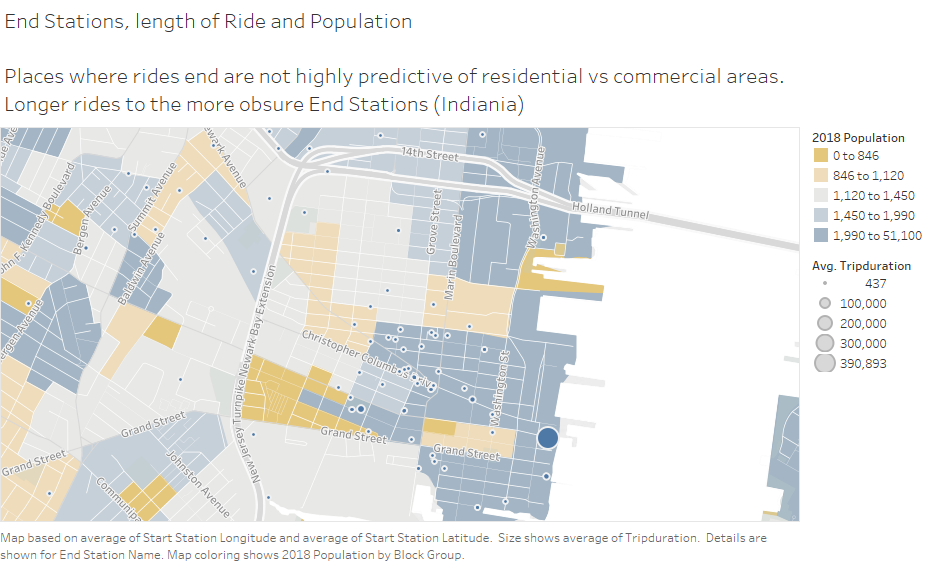 End Stations, length of Ride and Population
Places where rides end are not highly predictive of residential vs commercial areas.
Longer rides to the more obsure End Stations (Indiania)
2018 Population
0 to 846
846 to 1,120
1,120 to 1,450
1,450 to 1,990
1,990 to 51,100
Avg. Tripduration
437
100,000
200,000
300,000
390,893
14th Street
Holland Tunnel
Washington Avenue
Grove Street
Marin Boulevard
wark Avenue
Summit Avenue
Bergen Avenue
ohn F. Kennedy Boulevard
Baldwin Avenue
ergen Avenue
New Jersey Turnpike Newark Bay Extension
Christopher Columbus
Washington St
Grand Street
Grand Street
Grand Street
Grand Street
Johnston Avenue
Communipa
Map based on average of Start Station Longitude and average of Start Station Latitude.  Size shows average of Tripduration.  Details are
shown for End Station Name. Map coloring shows 2018 Population by Block Group.